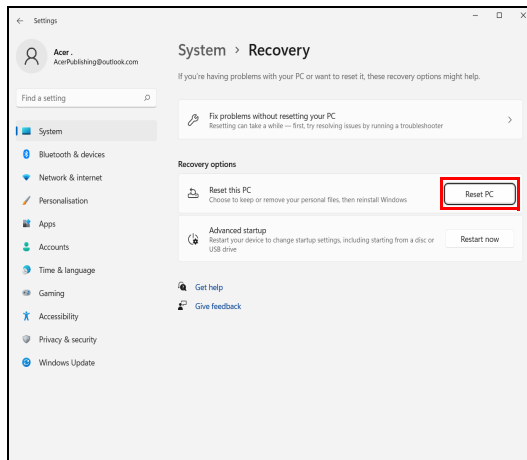 Settings
Acer .
AcerPublishing@outlook.com
Find a setting
System
Bluetooth & devices
Network & internet
Personalisation
Apps
Accounts
Time & language
Gaming
Accessibility
Privacy & security
Windows Update
System > Recovery
If you're having problems with your PC or want to reset it, these recovery options might help.
Fix problems without resetting your PC
Resetting can take a while — first, try resolving issues by running a troubleshooter
Recovery options
Reset this PC
Choose to keep or remove your personal files, then reinstall Windows
Reset PC
Advanced startup
Restart your device to change startup settings, including starting from a disc or
USB drive
Restart now
Get help
Give feedback